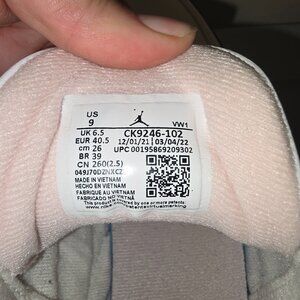 US
9
VW1
UK 6.5
EUR 40.5
cm 26
BR 39
CN 260(2.5)
CK9246-102
12/01/21 03/04/22
UPC 00195869209302
049J70DZNXCZ
MADE IN VIETNAM
HECHO EN VIETNAM
FABRIQUE AU VIETNAM
FABRICADO NO VIETNÃ